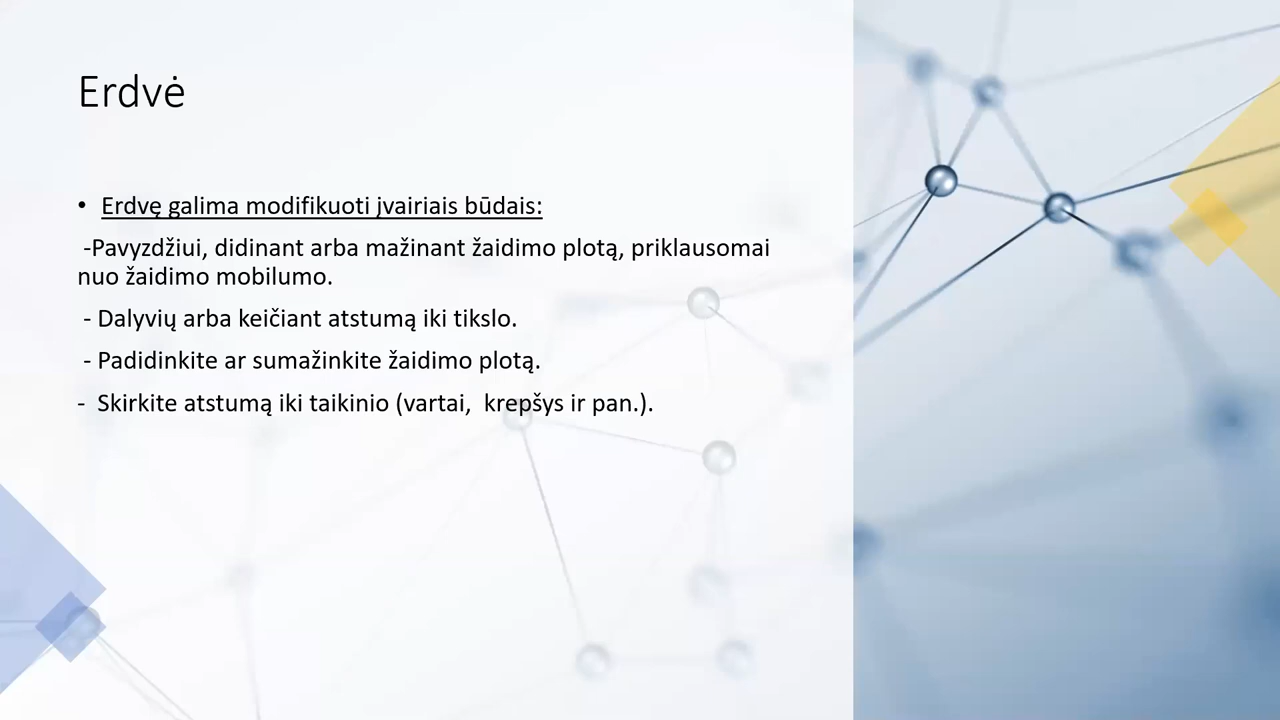 Erdvė
• Erdvę galima modifikuoti įvairiais būdais:
-Pavyzdžiui, didinant arba mažinant žaidimo plotą, priklausomai
nuo žaidimo mobilumo.
- Dalyvių arba keičiant atstumą iki tikslo.
- Padidinkite ar sumažinkite žaidimo plotą.
- Skirkite atstumą iki taikinio (vartai, krepšys ir pan.).